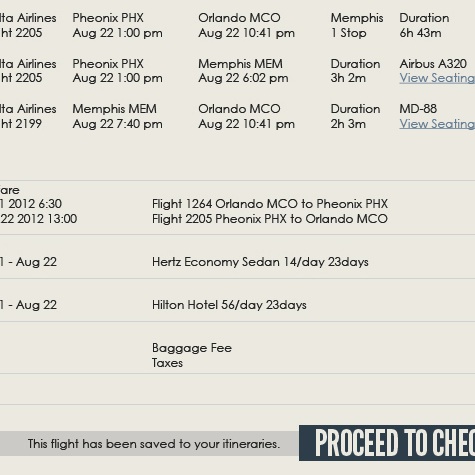 lta Airlines Pheonix PHX Orlando MCO Memphis Duration
ht 2205 Aug 22 1:00 pm Aug 22 10:41 pm 1 Stop 6h 43m
lta Airlines Pheonix PHX Memphis MEM Duration Airbus A320
ht 2205 Aug 22 1:00 pm Aug 22 6:02 pm 3h 2m View Seating
lta Airlines Memphis MEM Orlando MCO Duration MD-88
ht 2199 Aug 22 7:40 pm Aug 22 10:41 pm 2h 3m View Seating
are
1 2012 6:30 Flight 1264 Orlando MCO to Pheonix PHX
22 2012 13:00 Flight 2205 Pheonix PHX to Orlando MCO
1 - Aug 22 Hertz Economy Sedan 14/day 23days
1 - Aug 22 Hilton Hotel 56/day 23days
Baggage Fee
Taxes
This flight has been saved to your itineraries. PROCEED TO CHEC